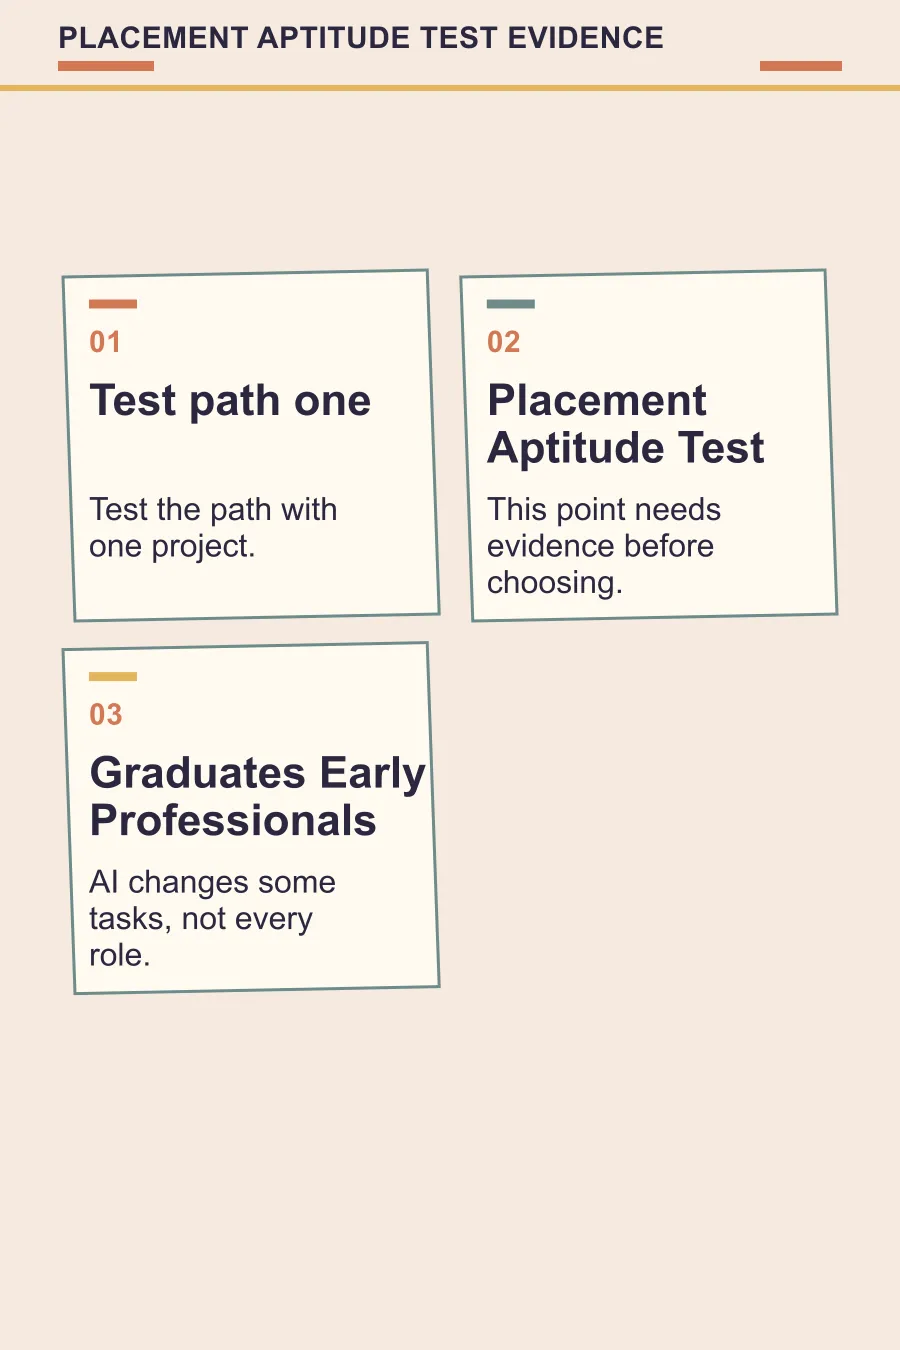 PLACEMENT APTITUDE TEST EVIDENCE
01
Test path one
Test the path with
one project.
02
Placement
Aptitude Test
This point needs
evidence before
choosing.
03
Graduates Early
Professionals
AI changes some
tasks, not every
role.